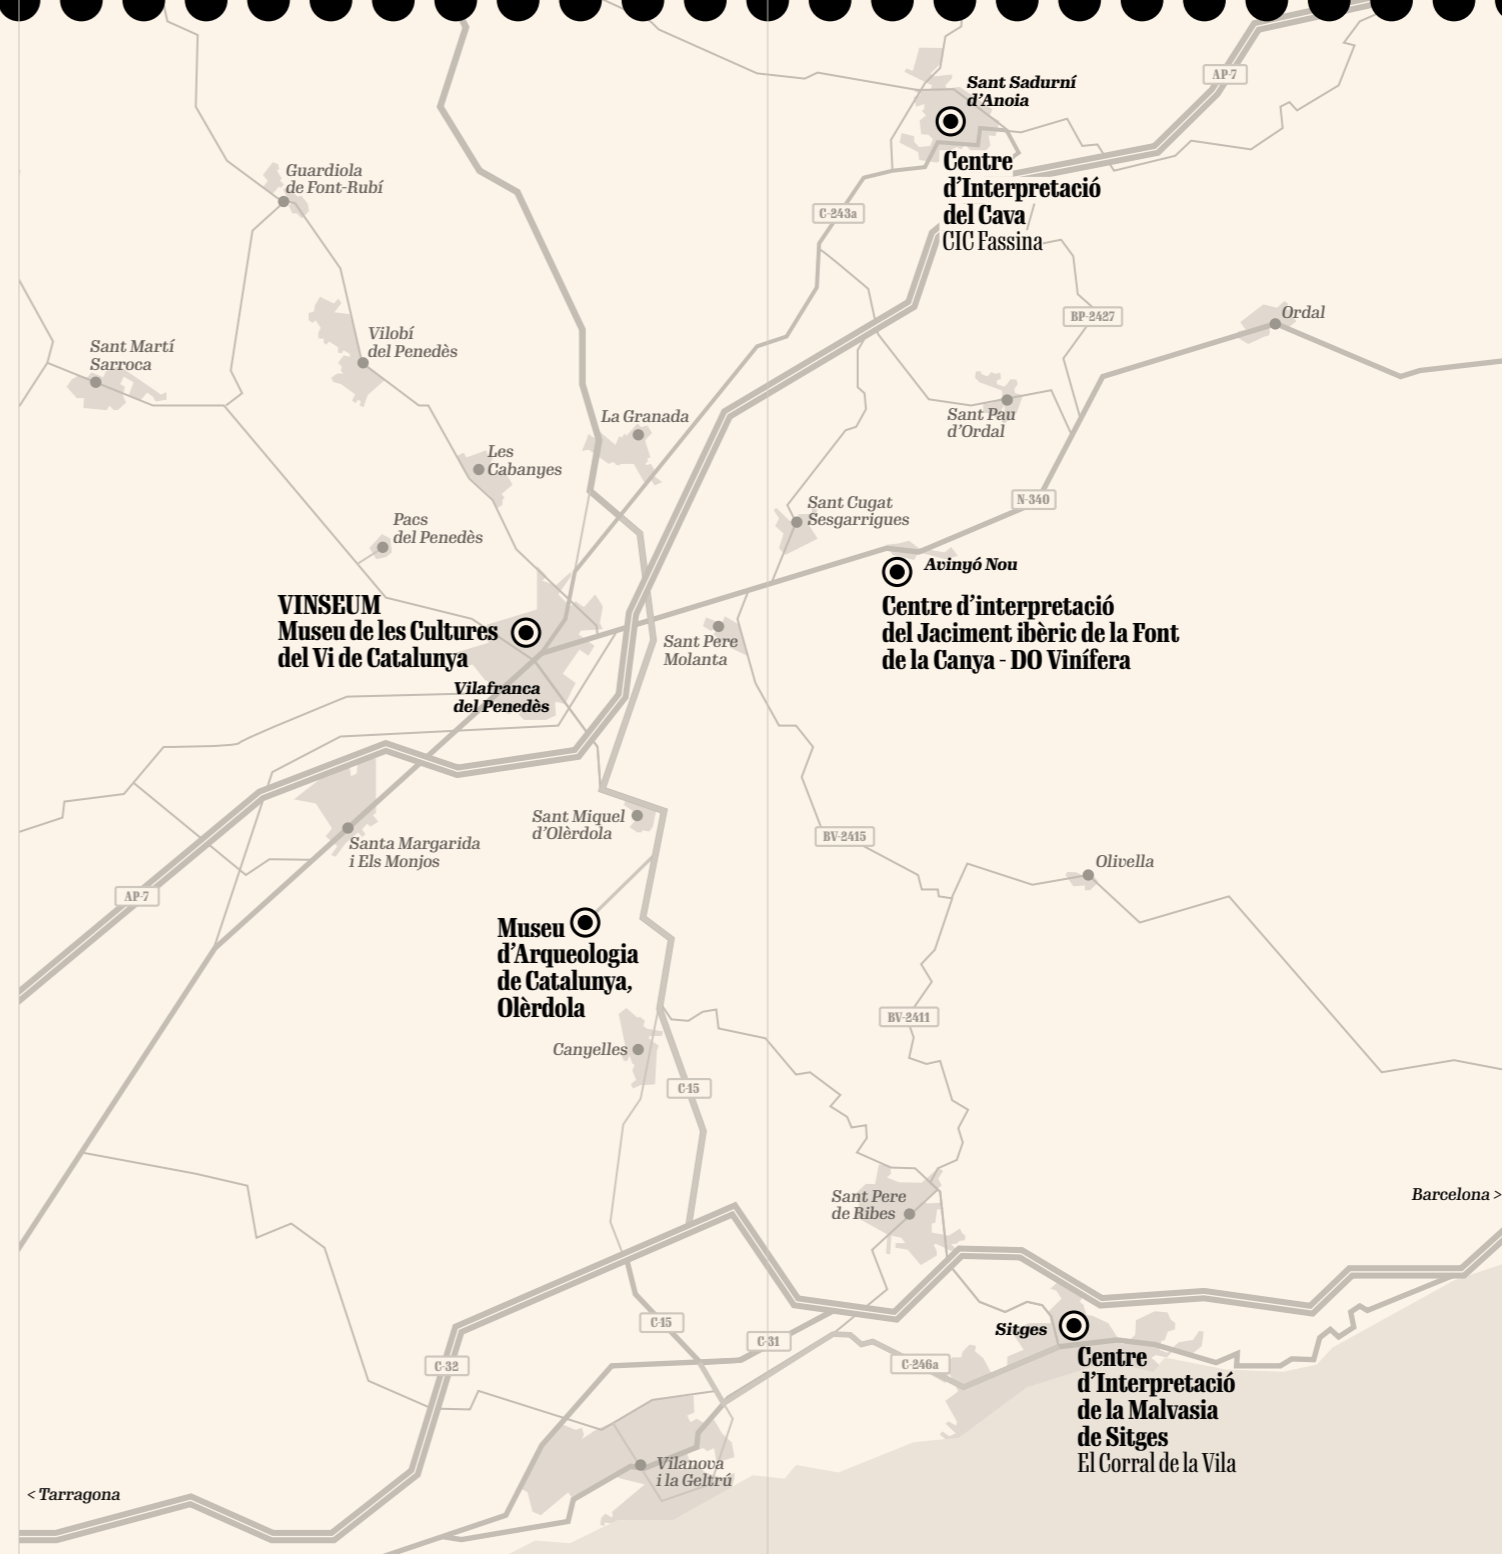 AP-7
Sant Sadurní
d'Anoia
Centre
d'Interpretació
del Cava
CIC Fassina
Guardiola
de Font-Rubí
C-243a
BP-2427
Ordal
Vilobí
del Penedès
Sant Martí
Sarroca
La Granada
Sant Pau
d'Ordal
Les
Cabanyes
N-340
Sant Cugat
Sesgarrigues
Pacs
del Penedès
Avinyó Nou
Centre d'interpretació
del Jaciment ibèric de la Font
de la Canya - DO Vinífera
VINSEUM
Museu de les Cultures
del Vi de Catalunya
Sant Pere
Molanta
Vilafranca
del Penedès
Sant Miquel
d'Olèrdola
Santa Margarida
i Els Monjos
BV-2415
Olivella
AP-7
Museu
d'Arqueologia
de Catalunya,
Olèrdola
BV-2411
Canyelles
C-15
Sant Pere
de Ribes
Barcelona >
C-15
C-31
Sitges
C-32
C-246a
Centre
d'Interpretació
de la Malvasia
de Sitges
El Corral de la Vila
Vilanova
i la Geltrú
< Tarragona